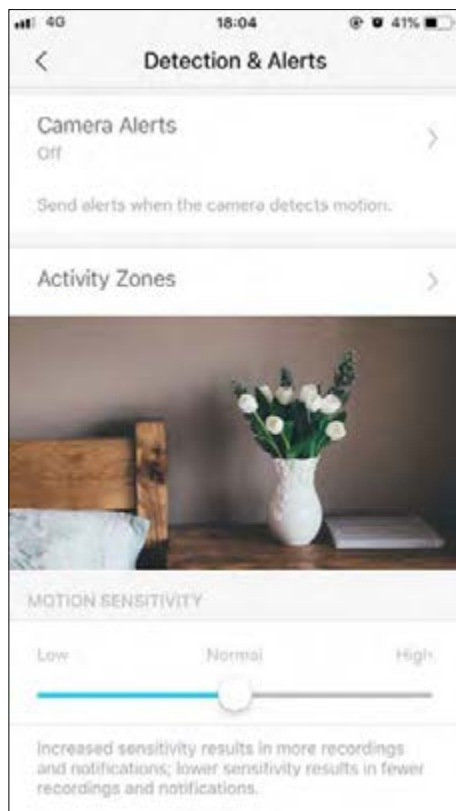 4G 18:04 41%
Detection & Alerts
Camera Alerts
Off
Send alerts when the camera detects motion.
Activity Zones
MOTION SENSITIVITY
Low Normal High
Increased sensitivity results in more recordings
and notifications; lower sensitivity results in fewer
recordings and notifications.